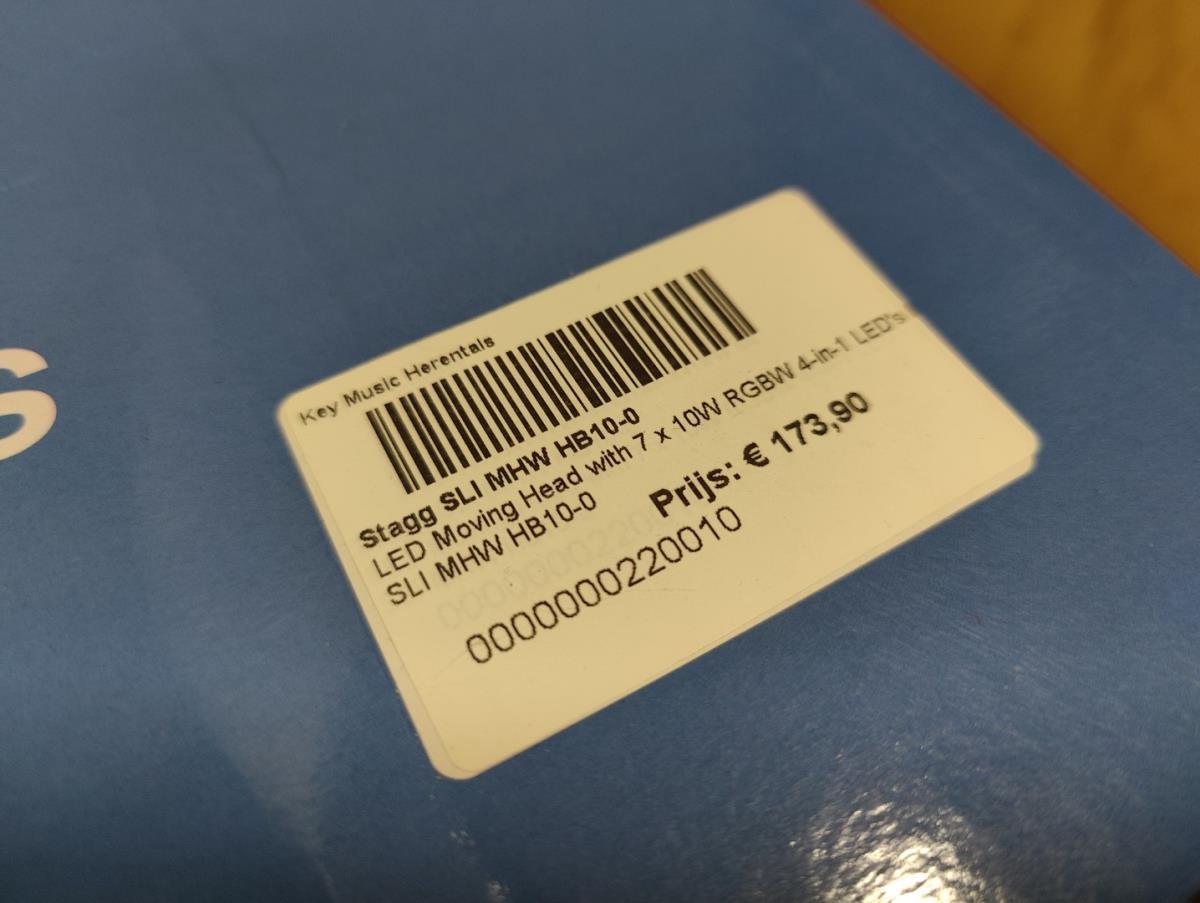 Key Music Herentals
Stagg SLI MHW HB10-0
LED Moving Head with 7 x 10W RGBW 4-in-1 LED's
SLI MHW HB10-0
Prijs: € 173,90
0000000220010
S